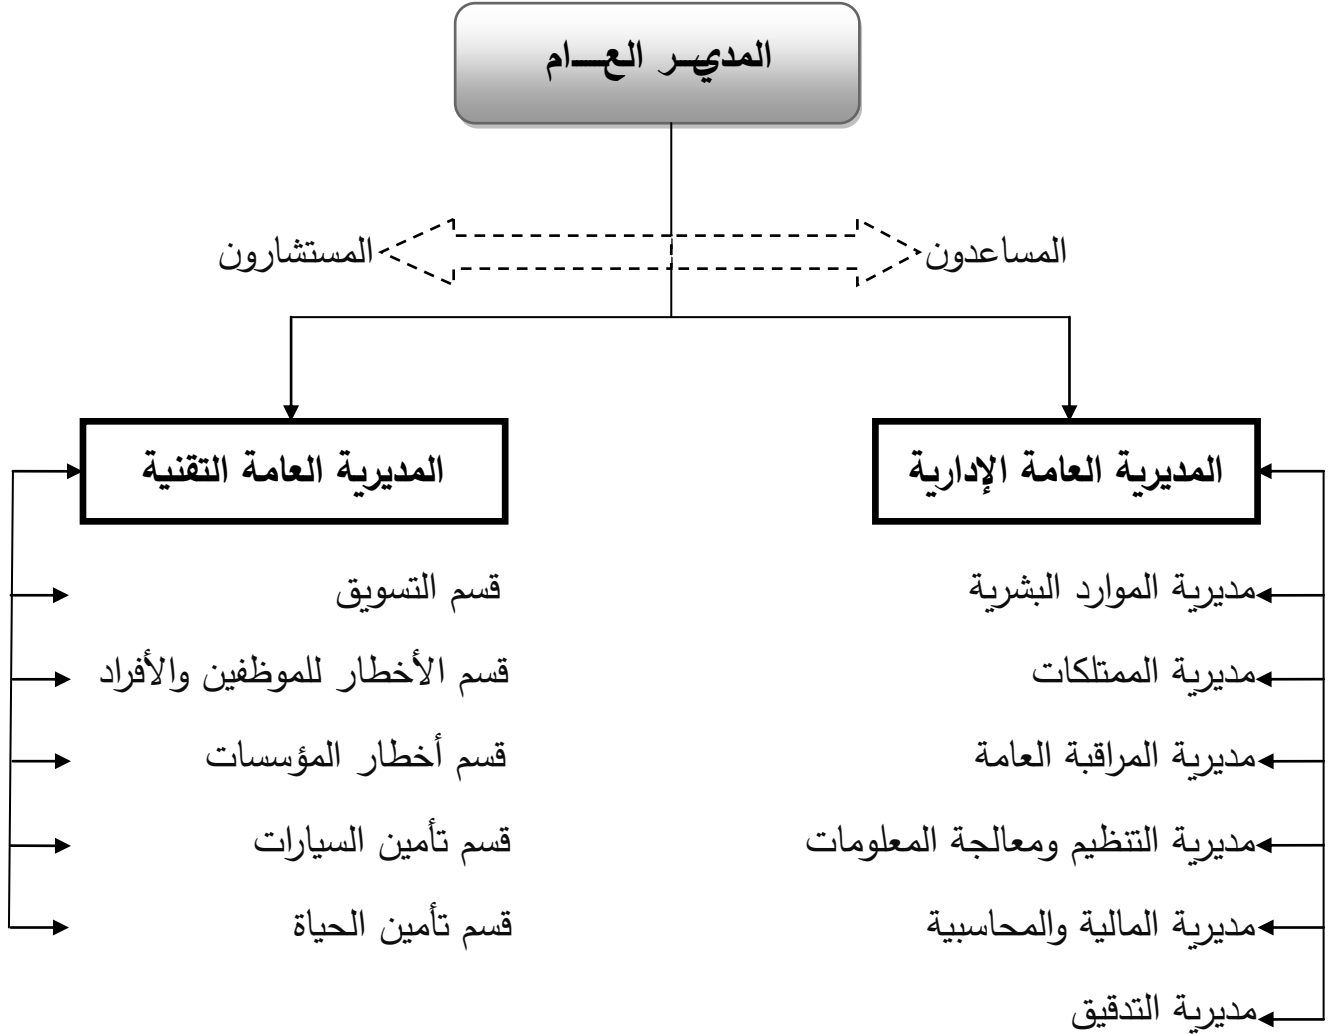 المديـر العـام
المساعدون
المستشارون
المديرية العامة الإدارية
المديرية العامة التقنية
مديرية الموارد البشرية
مديرية الممتلكات
مديرية المراقبة العامة
مديرية التنظيم ومعالجة المعلومات
مديرية المالية والمحاسبية
مديرية التدقيق
قسم التسويق
قسم الأخطار للموظفين والأفراد
قسم أخطار المؤسسات
قسم تأمين السيارات
قسم تأمين الحياة